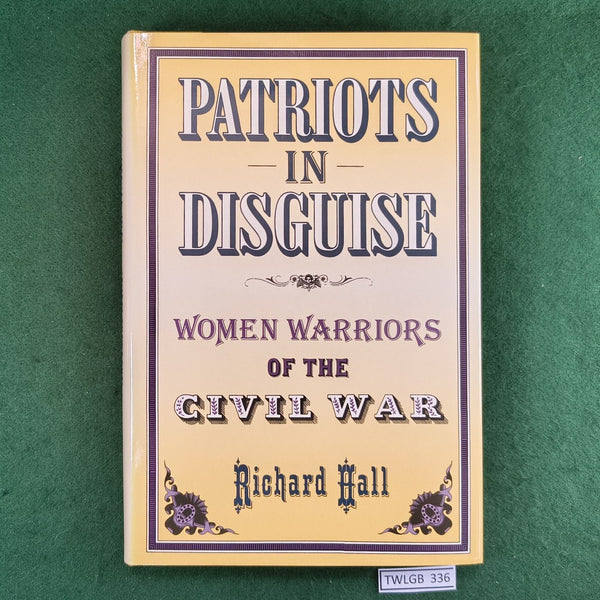 PATRIOTS
IN
DISGUISE
WOMEN WARRIORS
OF THE
CIVIL WAR
Richard Hall
TWLGB 336